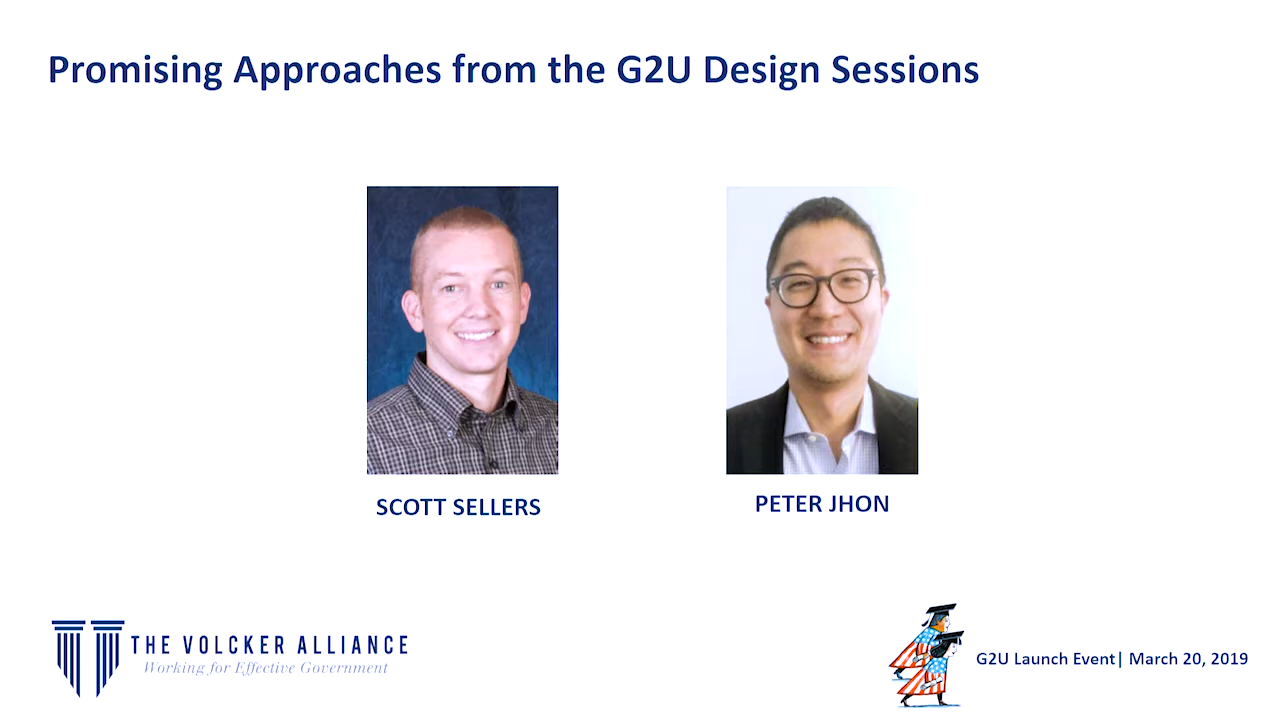 Promising Approaches from the G2U Design Sessions
SCOTT SELLERS
PETER JHON
THE VOLCKER ALLIANCE
Working for Effective Government
G2U Launch Event| March 20, 2019